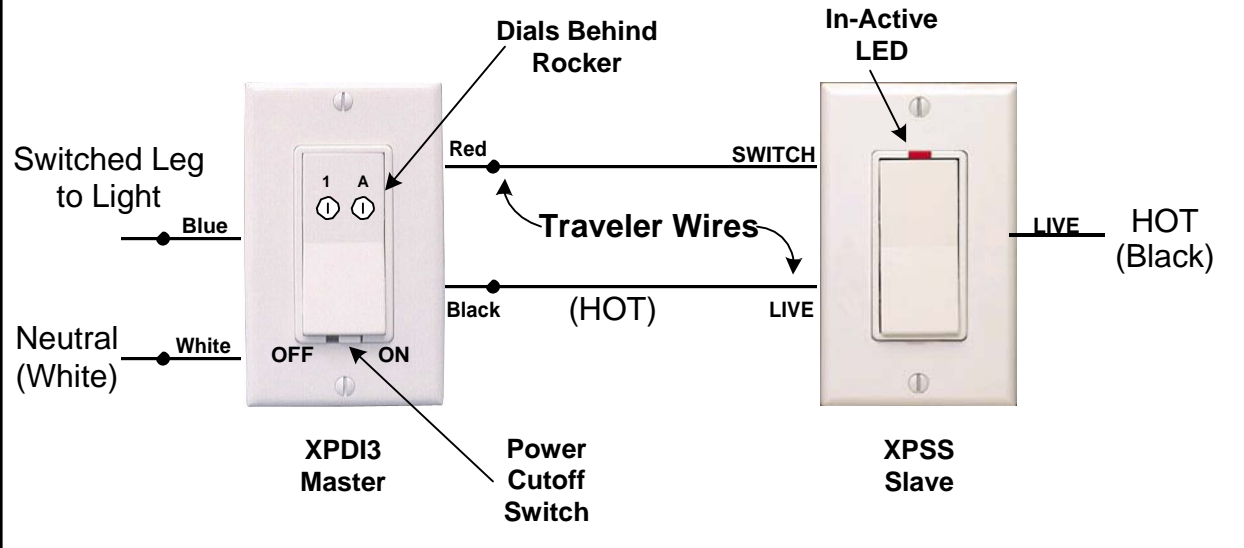 Dials Behind
Rocker
In-Active
LED
Switched Leg
to Light
Blue
Neutral
(White)
White
1 A
OFF ON
Red
SWITCH
Traveler Wires
Black
(HOT)
LIVE
LIVE
HOT
(Black)
XPDI3
Master
Power
Cutoff
Switch
XPSS
Slave